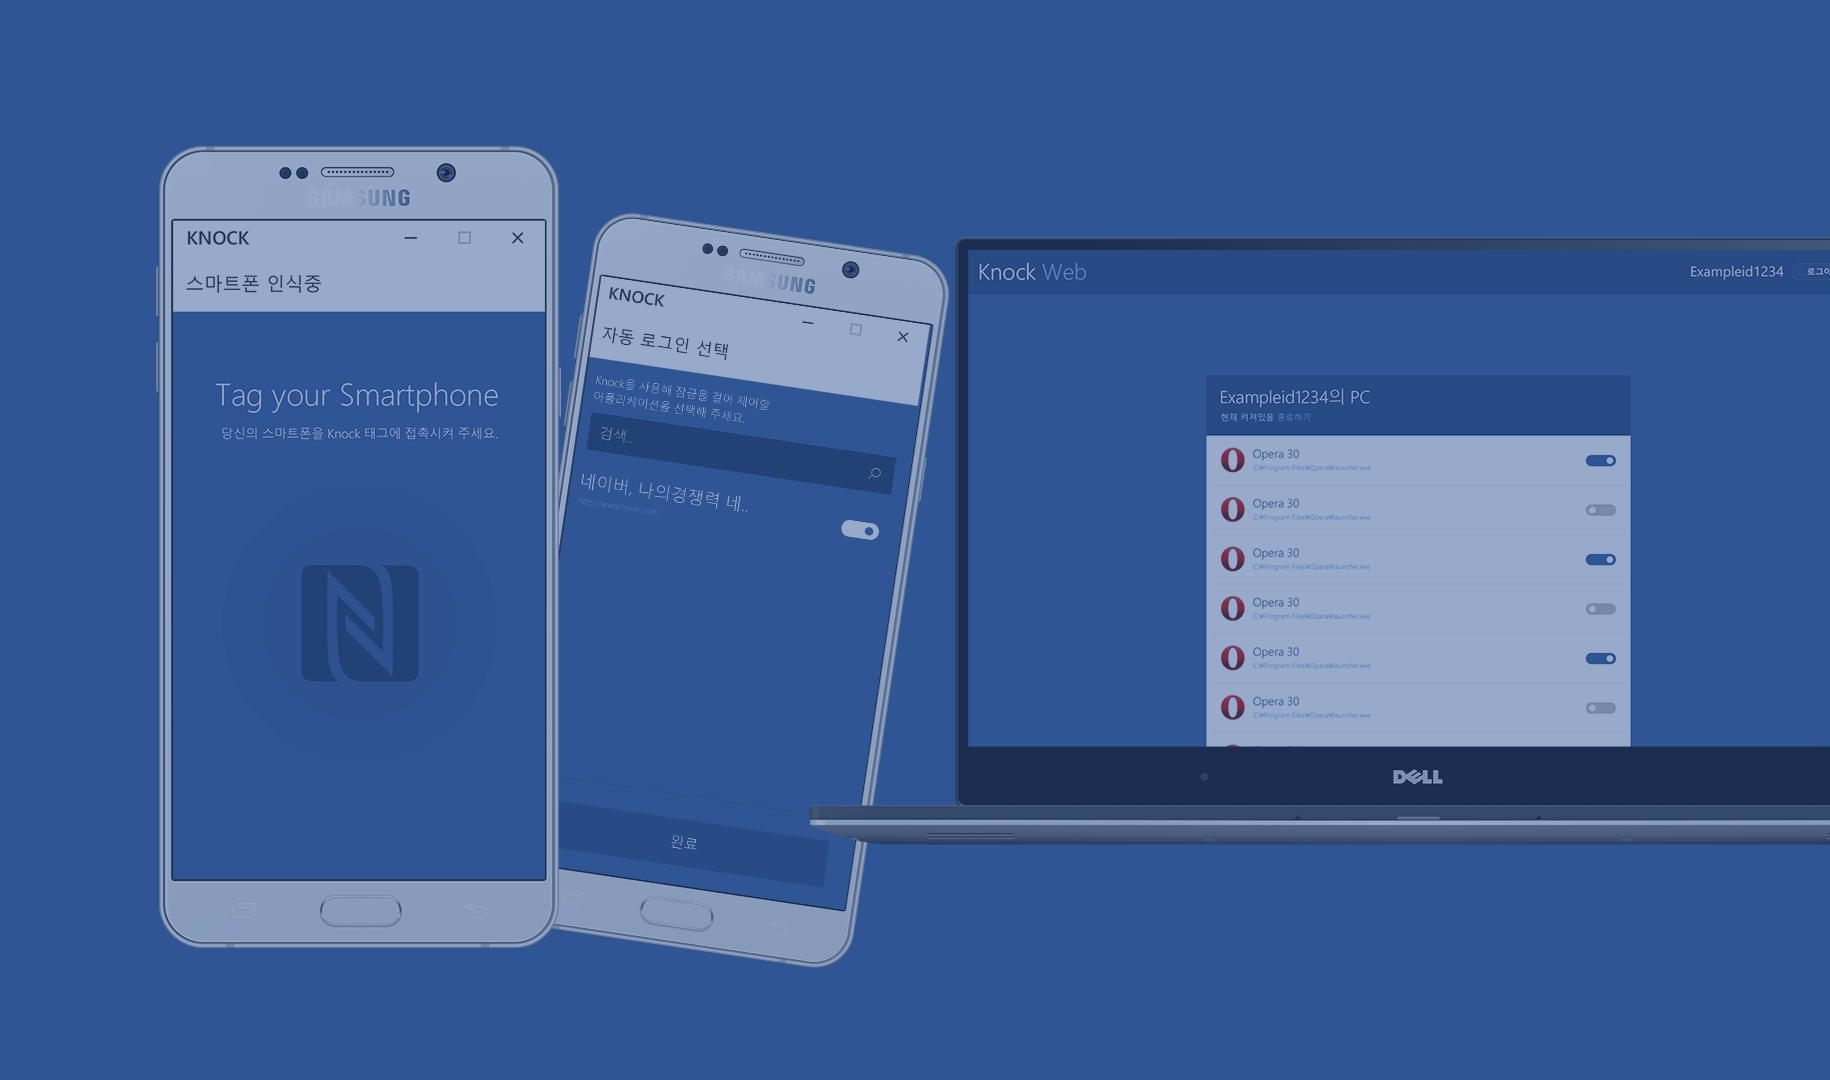 SAMSUNG
KNOCK
스마트폰 인식중
Tag your Smartphone
당신의 스마트폰을 Knock 태그에 접촉시켜 주세요.
SAMSUNG
KNOCK
자동 로그인 선택
Knock을 사용해 잠금을 걸어 제어할
어플리케이션을 선택해 주세요.
검색..
네이버, 나의경쟁력 네..
http://www.naver.com
완료
Knock Web
Exampleid1234
로그아
Exampleid1234의 PC
현재 켜져있음 종료하기
Opera 30
C:₩Program Files₩Opera₩launcher.exe
Opera 30
C:₩Program Files₩Opera₩launcher.exe
Opera 30
C:₩Program Files₩Opera₩launcher.exe
Opera 30
C:₩Program Files₩Opera₩launcher.exe
Opera 30
C:₩Program Files₩Opera₩launcher.exe
Opera 30
C:₩Program Files₩Opera₩launcher.exe
DELL